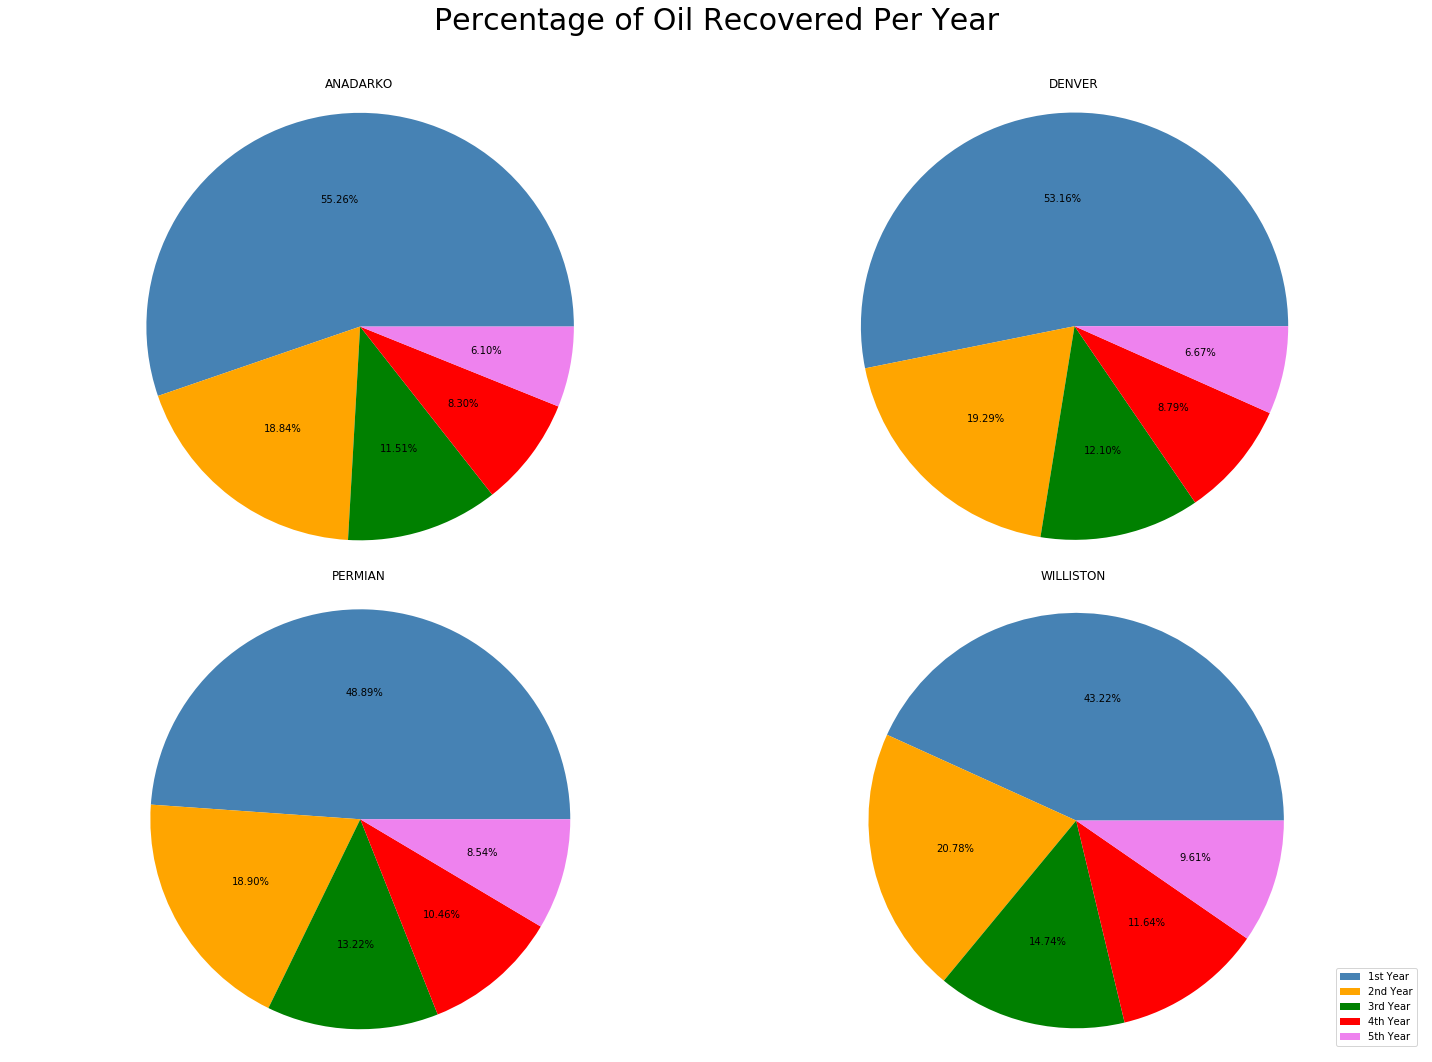 Percentage of Oil Recovered Per Year
ANADARKO
55.26%
18.84%
11.51%
8.30%
6.10%
DENVER
53.16%
19.29%
12.10%
8.79%
6.67%
PERMIAN
48.89%
18.90%
13.22%
10.46%
8.54%
WILLISTON
43.22%
20.78%
14.74%
11.64%
9.61%
1st Year
2nd Year
3rd Year
4th Year
5th Year